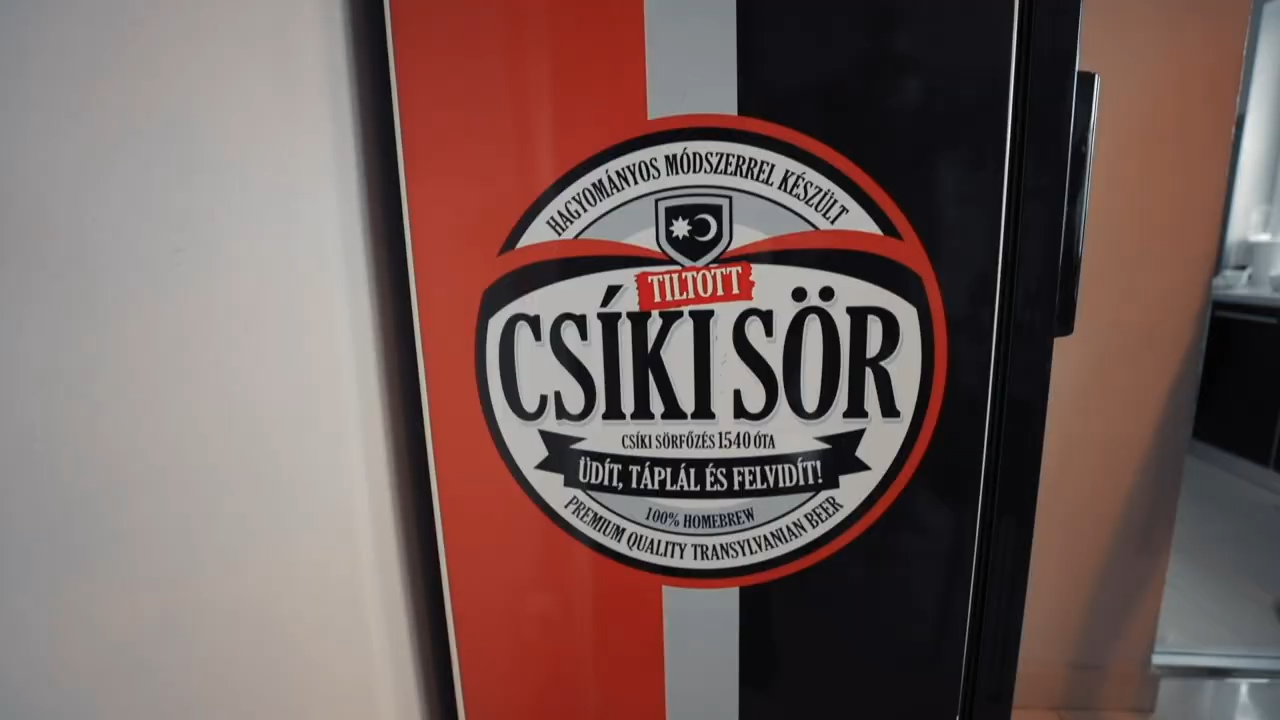 HAGYOMÁNYOS MÓDSZERREL KÉSZÜLT
TILTOTT
CSÍKI SÖR
CSÍKI SÖRFŐZÉS 1540 ÓTA
ÜDÍT, TÁPLÁL ÉS FELVIDÍT!
100% HOMEBREW
PREMIUM QUALITY TRANSYLVANIAN BEER